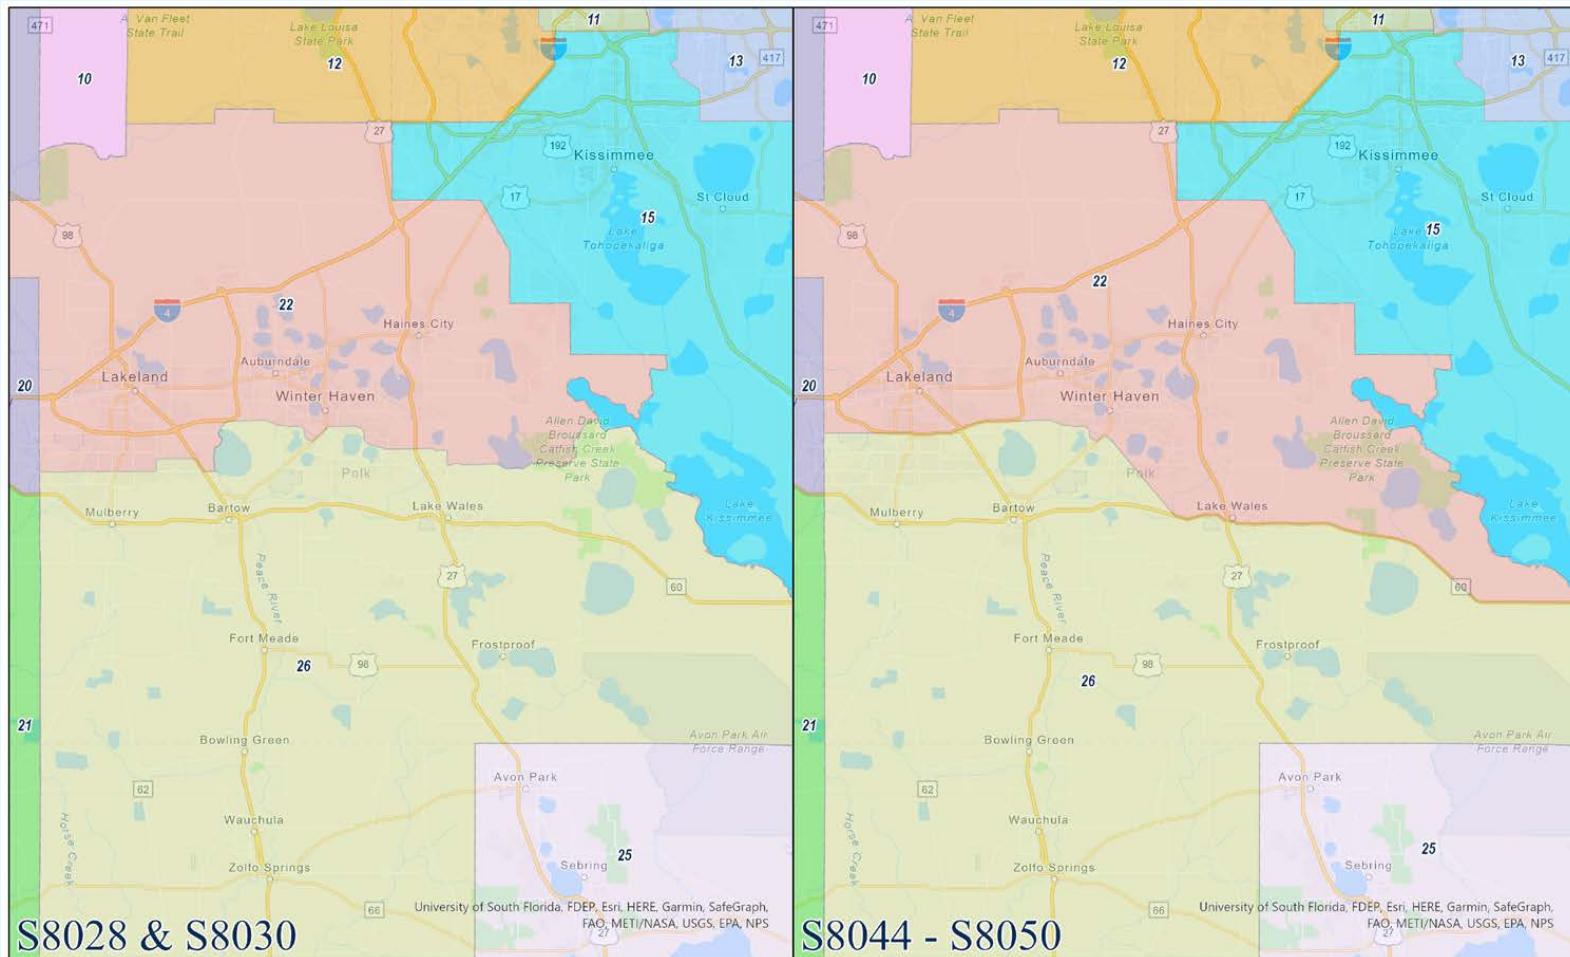 471
A. Van Fleet
State Trail
Lake Louisa
State Park
11
4
12
13
417
10
27
192
Kissimmee
17
St Cloud
15
Lake
Tohopekaliga
98
22
4
Haines City
Auburndale
20
Lakeland
Winter Haven
Allen David
Broussard
Catfish Creek
Preserve State
Park
Polk
Mulberry
Bartow
Lake Wales
Lake
Kissimmee
Peace River
27
60
Fort Meade
Frostproof
26
98
21
Bowling Green
Avon Park Air
Force Range
Avon Park
62
Horse Creek
Wauchula
25
Zolfo Springs
Sebring
66
University of South Florida, FDEP, Esri, HERE, Garmin, SafeGraph,
FAO, METI/NASA, USGS, EPA, NPS
27
S8028 & S8030
471
A. Van Fleet
State Trail
Lake Louisa
State Park
11
4
12
13
417
10
27
192
Kissimmee
17
St Cloud
15
Lake
Tohopekaliga
98
22
4
Haines City
Auburndale
20
Lakeland
Winter Haven
Allen David
Broussard
Catfish Creek
Preserve State
Park
Polk
Mulberry
Bartow
Lake Wales
Lake
Kissimmee
Peace River
27
60
Fort Meade
Frostproof
26
98
21
Bowling Green
Avon Park Air
Force Range
Avon Park
62
Horse Creek
Wauchula
25
Zolfo Springs
Sebring
66
University of South Florida, FDEP, Esri, HERE, Garmin, SafeGraph,
FAO, METI/NASA, USGS, EPA, NPS
27
S8044 - S8050